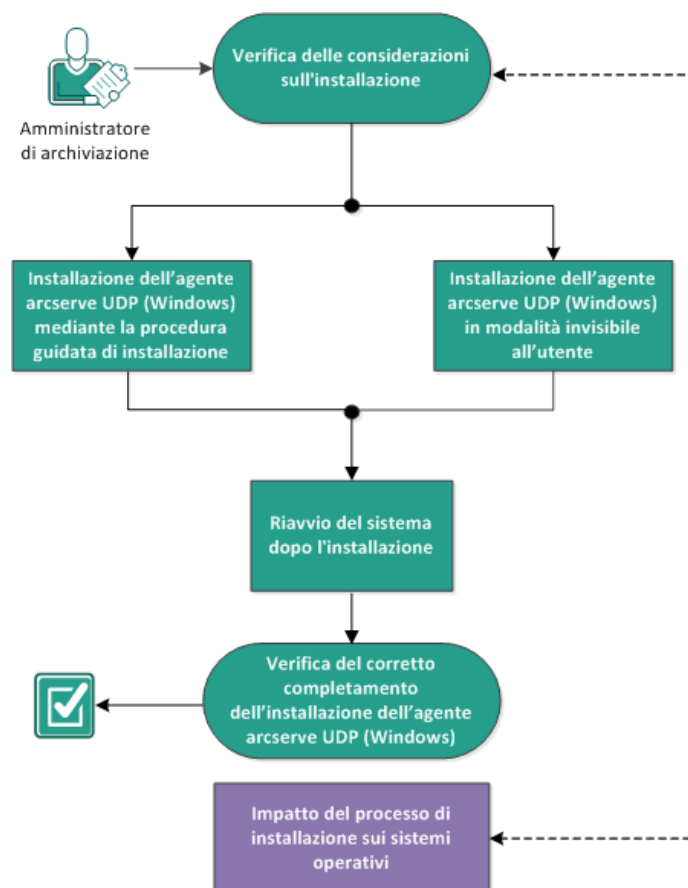 Verifica delle considerazioni
sull'installazione
Amministratore
di archiviazione
Installazione dell’agente
arcserve UDP (Windows)
mediante la procedura
guidata di installazione
Installazione dell’agente
arcserve UDP (Windows)
in modalità invisibile
all’utente
Riavvio del sistema
dopo l'installazione
Verifica del corretto
completamento
dell’installazione dell’agente
arcserve UDP (Windows)
Impatto del processo di
installazione sui sistemi
operativi